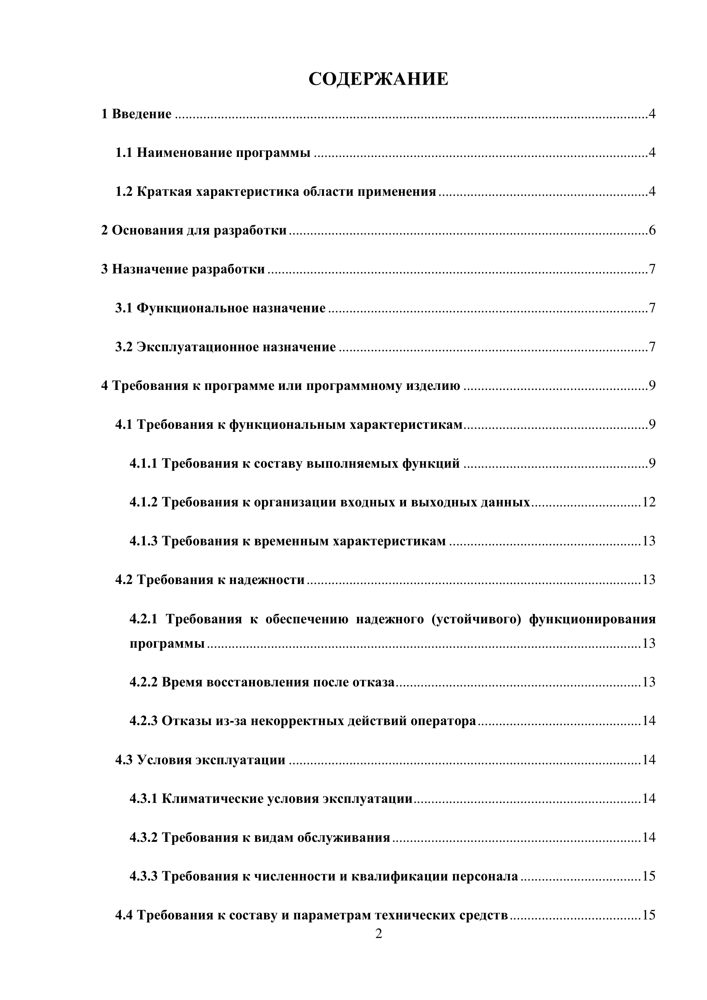 СОДЕРЖАНИЕ
1 Введение ........ 4
1.1 Наименование программы ........ 4
1.2 Краткая характеристика области применения ........ 4
2 Основания для разработки ........ 6
3 Назначение разработки ........ 7
3.1 Функциональное назначение ........ 7
3.2 Эксплуатационное назначение ........ 7
4 Требования к программе или программному изделию ........ 9
4.1 Требования к функциональным характеристикам ........ 9
4.1.1 Требования к составу выполняемых функций ........ 9
4.1.2 Требования к организации входных и выходных данных ........ 12
4.1.3 Требования к временным характеристикам ........ 13
4.2 Требования к надежности ........ 13
4.2.1 Требования к обеспечению надежного (устойчивого) функционирования
программы ........ 13
4.2.2 Время восстановления после отказа ........ 13
4.2.3 Отказы из-за некорректных действий оператора ........ 14
4.3 Условия эксплуатации ........ 14
4.3.1 Климатические условия эксплуатации ........ 14
4.3.2 Требования к видам обслуживания ........ 14
4.3.3 Требования к численности и квалификации персонала ........ 15
4.4 Требования к составу и параметрам технических средств ........ 15
2